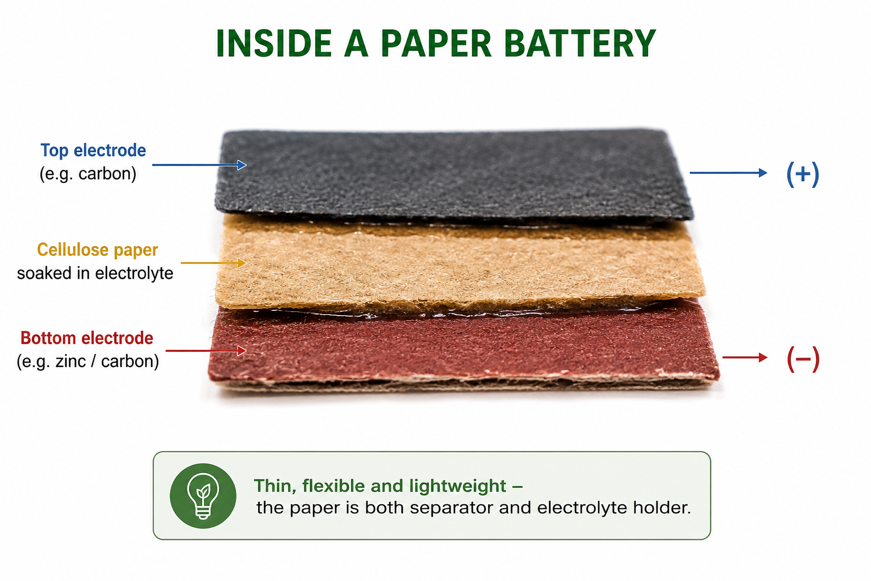 INSIDE A PAPER BATTERY
Top electrode
(e.g. carbon)
(+)
Cellulose paper
soaked in electrolyte
Bottom electrode
(e.g. zinc / carbon)
(–)
Thin, flexible and lightweight –
the paper is both separator and electrolyte holder.